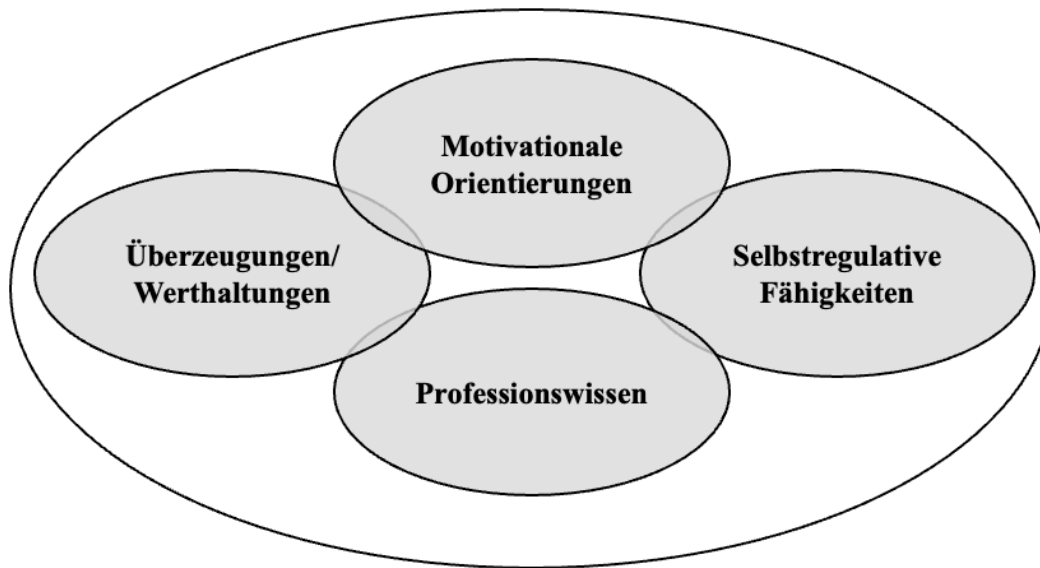 Motivationale
Orientierungen
Überzeugungen/
Werthaltungen
Selbstregulative
Fähigkeiten
Professionswissen